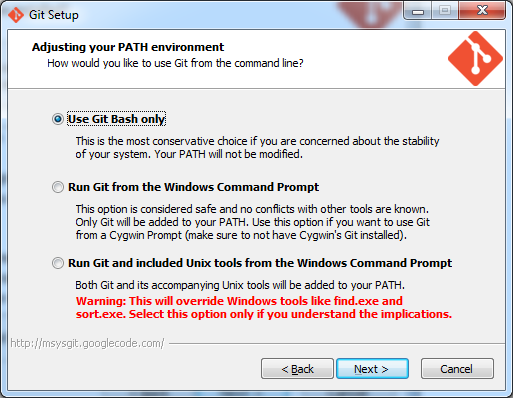 Git Setup
Adjusting your PATH environment
How would you like to use Git from the command line?
Use Git Bash only
This is the most conservative choice if you are concerned about the stability
of your system. Your PATH will not be modified.
Run Git from the Windows Command Prompt
This option is considered safe and no conflicts with other tools are known.
Only Git will be added to your PATH. Use this option if you want to use Git
from a Cygwin Prompt (make sure to not have Cygwin's Git installed).
Run Git and included Unix tools from the Windows Command Prompt
Both Git and its accompanying Unix tools will be added to your PATH.
Warning: This will override Windows tools like find.exe and
sort.exe. Select this option only if you understand the implications.
http://msysgit.googlecode.com/
< Back Next > Cancel